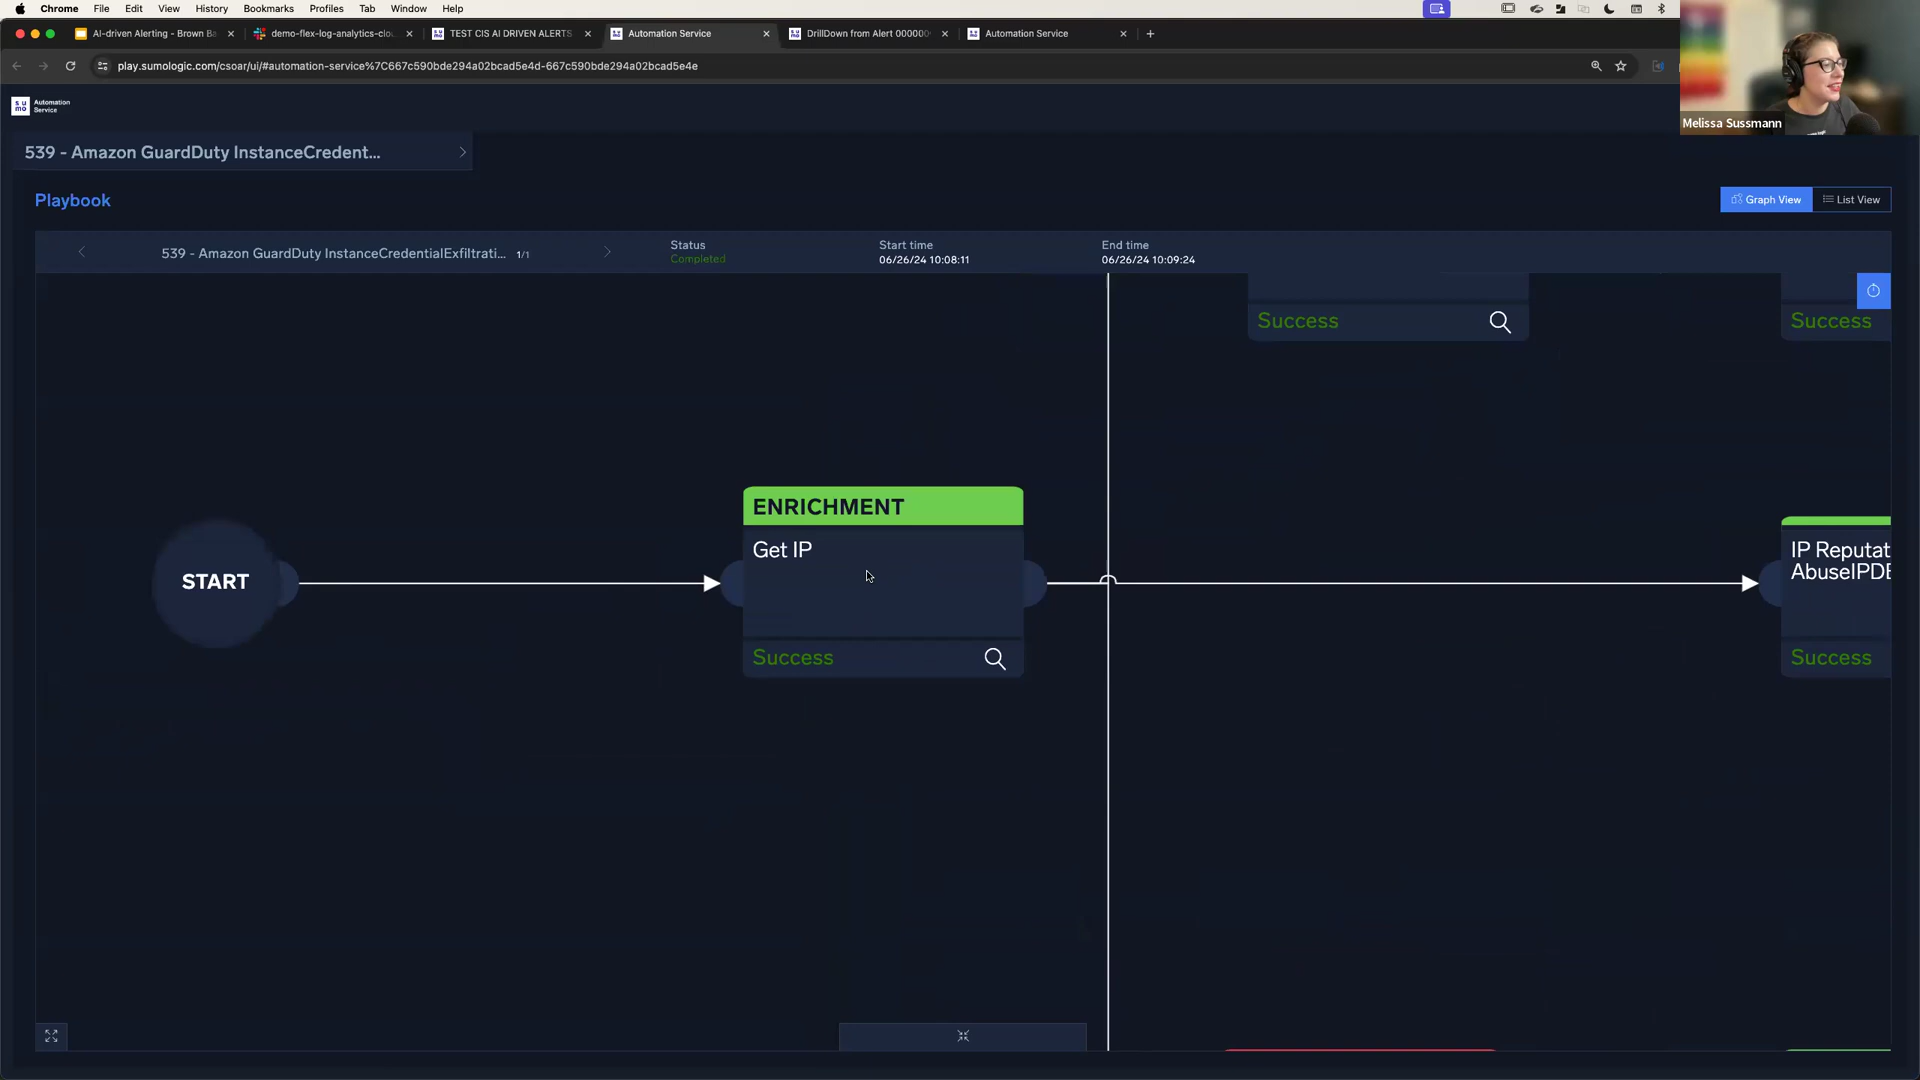 Chrome File Edit View History Bookmarks Profiles Tab Window Help
AI-driven Alerting - Brown Ba
demo-flex-log-analytics-clou
TEST CIS AI DRIVEN ALERTS
Automation Service
DrillDown from Alert 000000
Automation Service
play.sumologic.com/csoar/ui/#automation-service%7C667c590bde294a02bcad5e4d-667c590bde294a02bcad5e4e
su
mo
Automation
Service
Melissa Sussmann
539 - Amazon GuardDuty InstanceCredent...
Playbook
Graph View
List View
539 - Amazon GuardDuty InstanceCredentialExfiltrati... 1/1
Status
Completed
Start time
06/26/24 10:08:11
End time
06/26/24 10:09:24
Success
Success
START
ENRICHMENT
Get IP
Success
IP Reputat
AbuseIPDB
Success